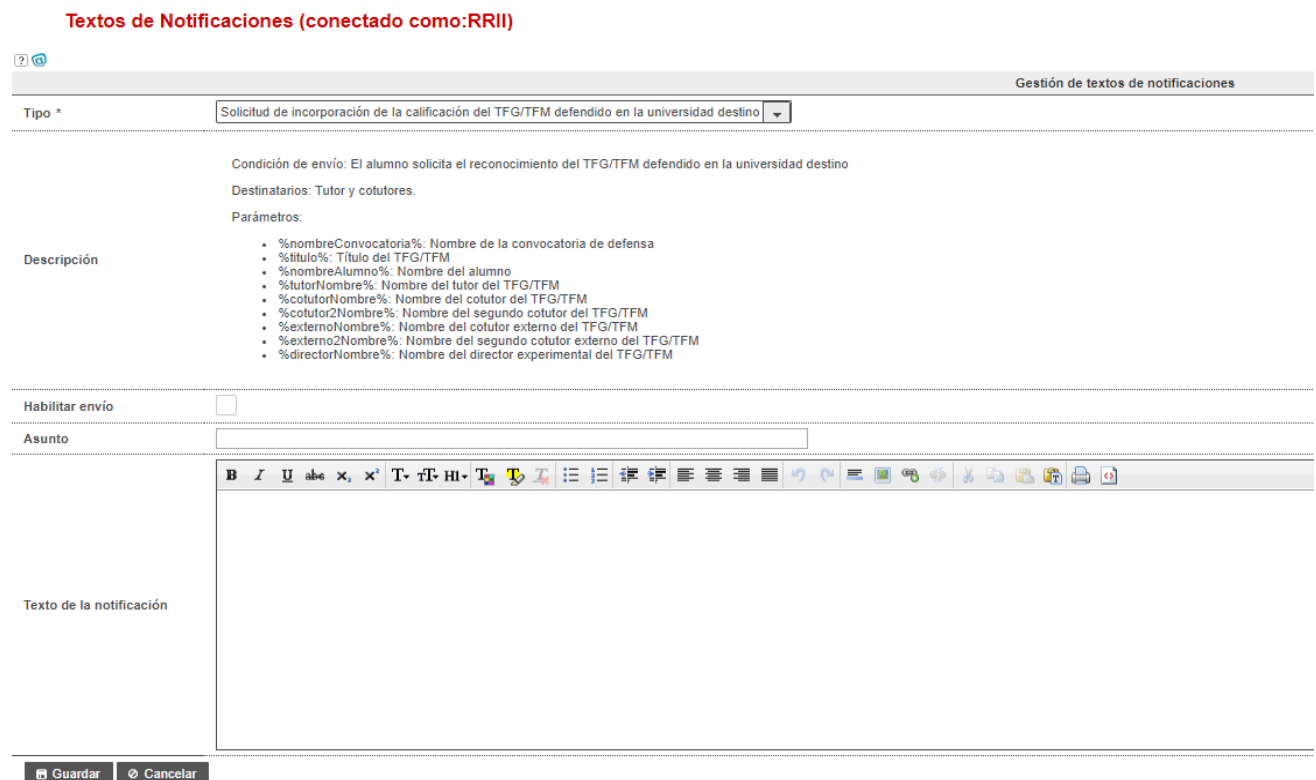 Textos de Notificaciones (conectado como:RRII)
?
Gestión de textos de notificaciones
Tipo * Solicitud de incorporación de la calificación del TFG/TFM defendido en la universidad destino
Condición de envío: El alumno solicita el reconocimiento del TFG/TFM defendido en la universidad destino
Destinatarios: Tutor y cotutores.
Parámetros:
• %nombreConvocatoria%: Nombre de la convocatoria de defensa
Descripción
• %titulo%: Título del TFG/TFM
• %nombreAlumno%: Nombre del alumno
• %tutorNombre%: Nombre del tutor del TFG/TFM
• %cotutorNombre%: Nombre del cotutor del TFG/TFM
• %cotutor2Nombre%: Nombre del segundo cotutor del TFG/TFM
• %externoNombre%: Nombre del cotutor externo del TFG/TFM
• %externo2Nombre%: Nombre del segundo cotutor externo del TFG/TFM
• %directorNombre%: Nombre del director experimental del TFG/TFM
Habilitar envío
Asunto
B I U abc x₂ x² T TT H1
Texto de la notificación
Guardar Cancelar